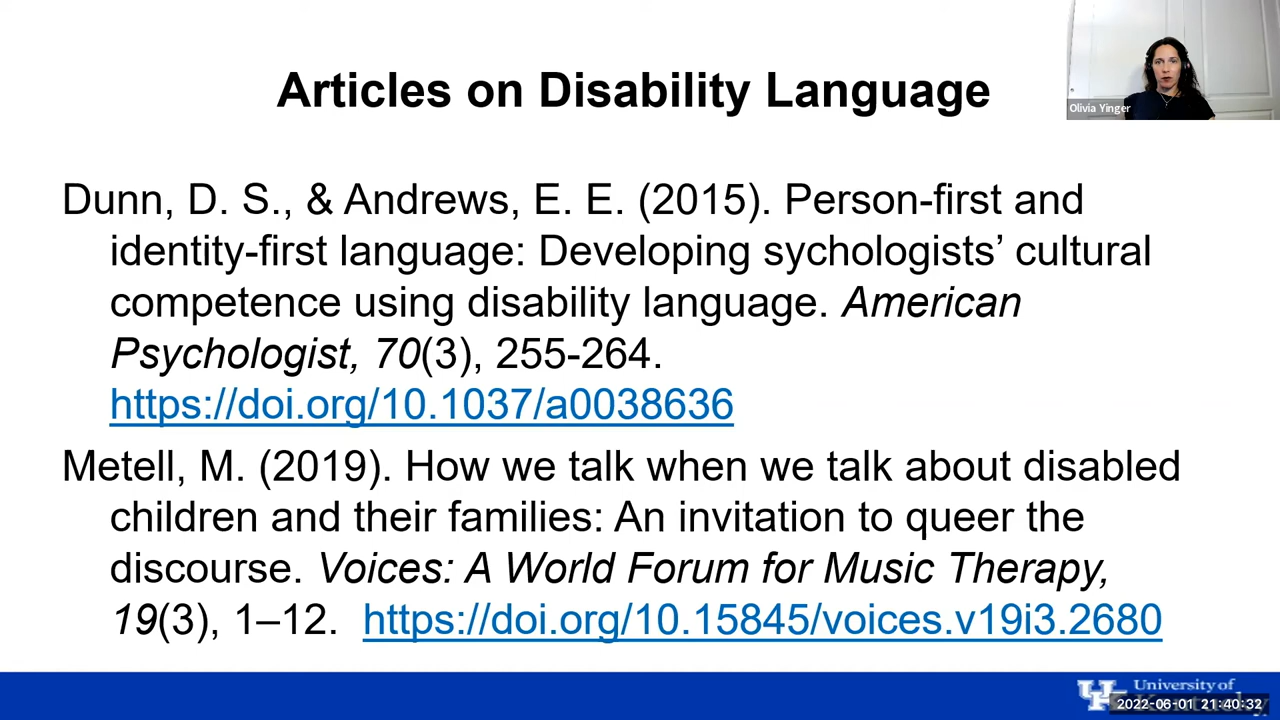 Articles on Disability Language
Olivia Yinger
Dunn, D. S., & Andrews, E. E. (2015). Person-first and
identity-first language: Developing sychologists’ cultural
competence using disability language. American
Psychologist, 70(3), 255-264.
https://doi.org/10.1037/a0038636
Metell, M. (2019). How we talk when we talk about disabled
children and their families: An invitation to queer the
discourse. Voices: A World Forum for Music Therapy,
19(3), 1–12. https://doi.org/10.15845/voices.v19i3.2680
University of
2022-06-01 21:40:32